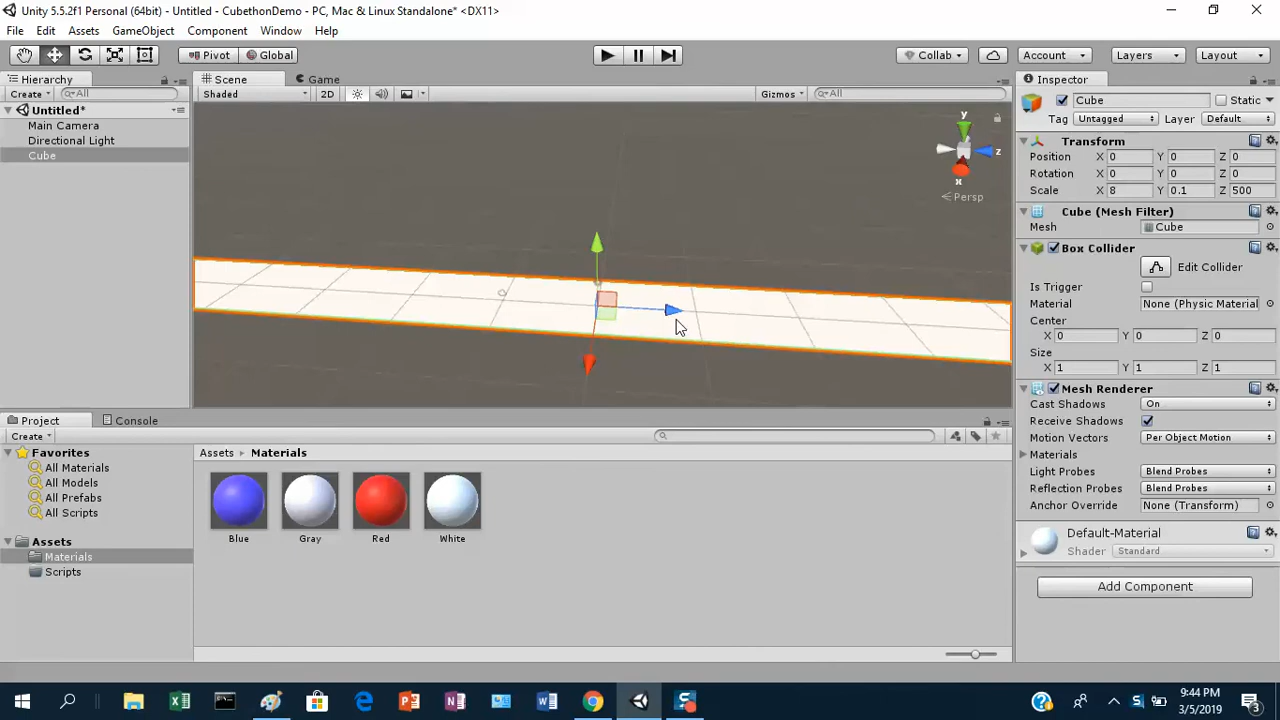 Unity 5.5.2f1 Personal (64bit) - Untitled - CubethonDemo - PC, Mac & Linux Standalone* <DX11>
File Edit Assets GameObject Component Window Help
Pivot Global Collab Account Layers Layout
Hierarchy
Create All
Untitled*
Main Camera
Directional Light
Cube
Scene Game
Shaded 2D Gizmos All
y
z
x
Persp
Inspector
Cube Static
Tag Untagged Layer Default
Transform
Position X 0 Y 0 Z 0
Rotation X 0 Y 0 Z 0
Scale X 8 Y 0.1 Z 500
Cube (Mesh Filter)
Mesh Cube
Box Collider
Edit Collider
Is Trigger
Material None (Physic Material
Center
X 0 Y 0 Z 0
Size
X 1 Y 1 Z 1
Mesh Renderer
Cast Shadows On
Receive Shadows
Motion Vectors Per Object Motion
Materials
Light Probes Blend Probes
Reflection Probes Blend Probes
Anchor Override None (Transform)
Default-Material
Shader Standard
Add Component
Project Console
Create
Favorites
All Materials
All Models
All Prefabs
All Scripts
Assets
Materials
Scripts
Assets Materials
Blue Gray Red White
9:44 PM
3/5/2019
3